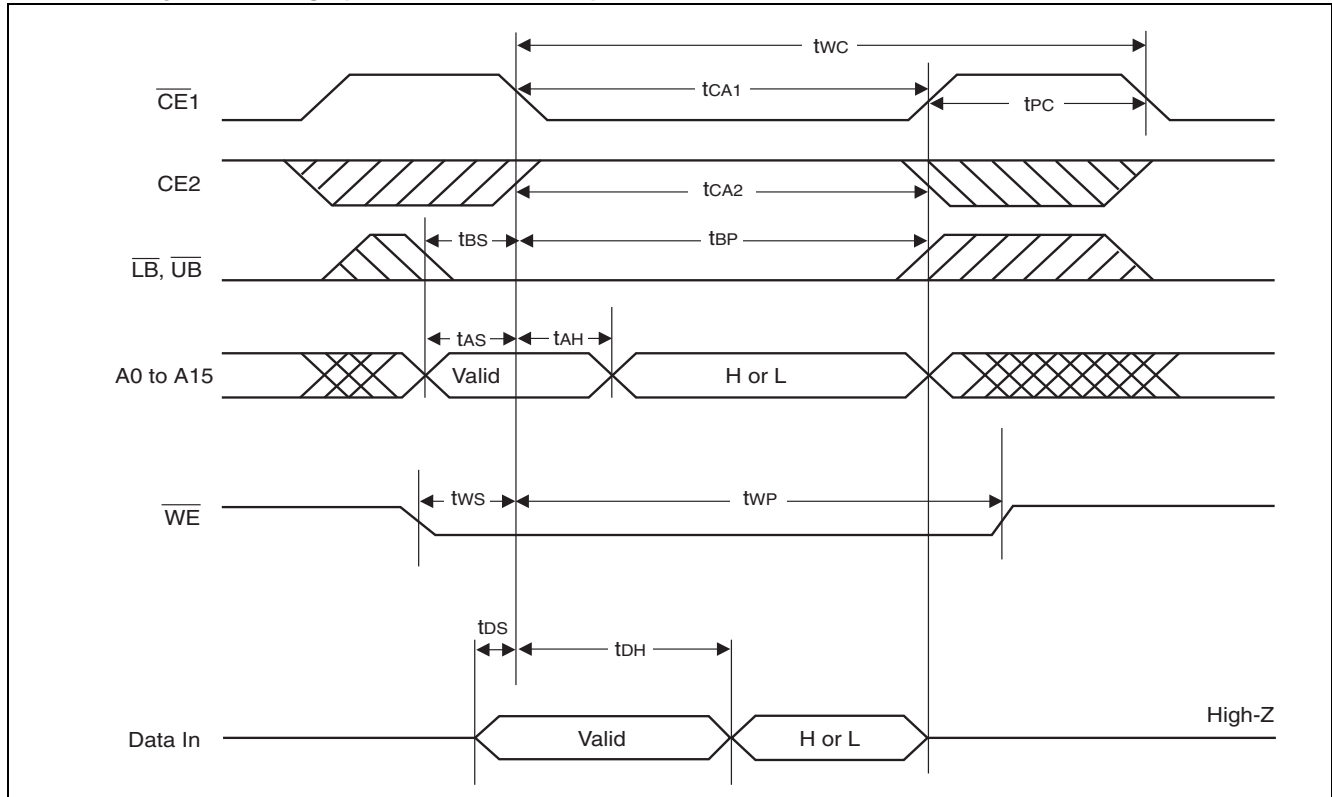 tWC
CE1
tCA1
tPC
CE2
tCA2
tBS
tBP
LB, UB
tAS
tAH
A0 to A15
Valid
H or L
WE
tWS
tWP
tDS
tDH
Data In
Valid
H or L
High-Z